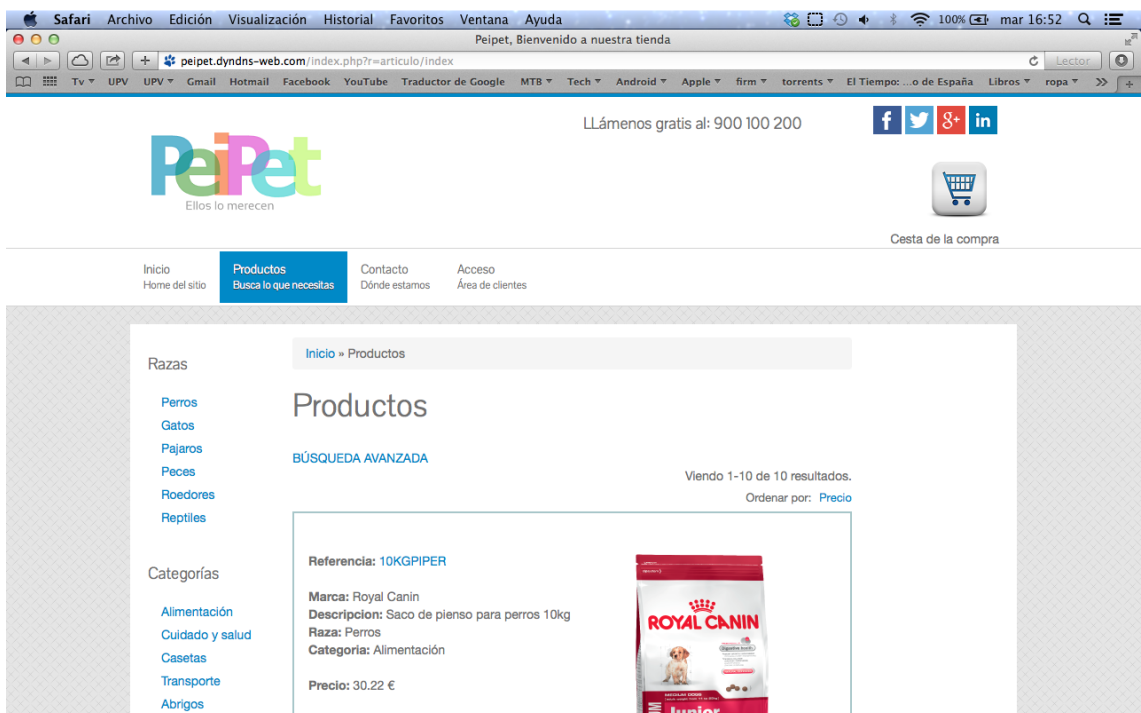 Safari Archivo Edición Visualización Historial Favoritos Ventana Ayuda 100% mar 16:52
Peipet, Bienvenido a nuestra tienda
peipet.dyndns-web.com/index.php?r=articulo/index Lector
Tv UPV UPV Gmail Hotmail Facebook YouTube Traductor de Google MTB Tech Android Apple firm torrents El Tiempo: ...o de España Libros ropa
LLámenos gratis al: 900 100 200
PeiPet
Ellos lo merecen
Cesta de la compra
Inicio Productos Contacto Acceso
Home del sitio Busca lo que necesitas Dónde estamos Área de clientes
Razas
Perros
Gatos
Pajaros
Peces
Roedores
Reptiles
Categorías
Alimentación
Cuidado y salud
Casetas
Transporte
Abrigos
Inicio » Productos
Productos
BÚSQUEDA AVANZADA
Viendo 1-10 de 10 resultados.
Ordenar por: Precio
Referencia: 10KGPIPER
Marca: Royal Canin
Descripcion: Saco de pienso para perros 10kg
Raza: Perros
Categoria: Alimentación
Precio: 30.22 €
ROYAL CANIN
Junior